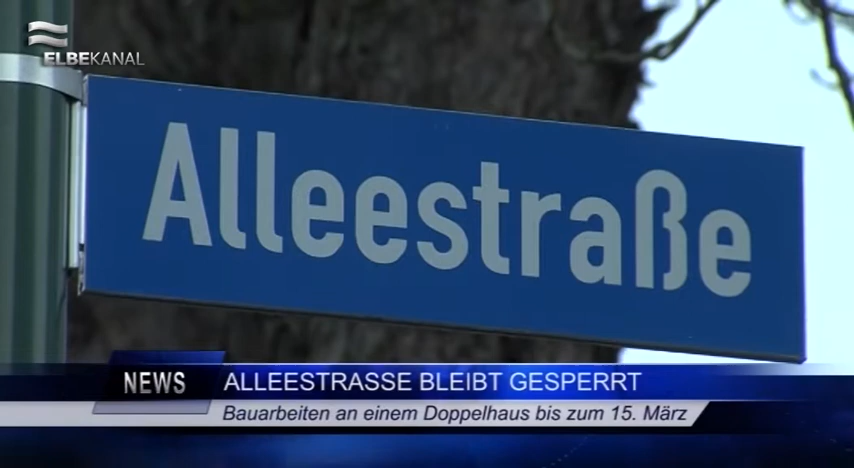 ELBEKANAL
Alleestraße
NEWS
ALLEESTRASSE BLEIBT GESPERRT
Bauarbeiten an einem Doppelhaus bis zum 15. März